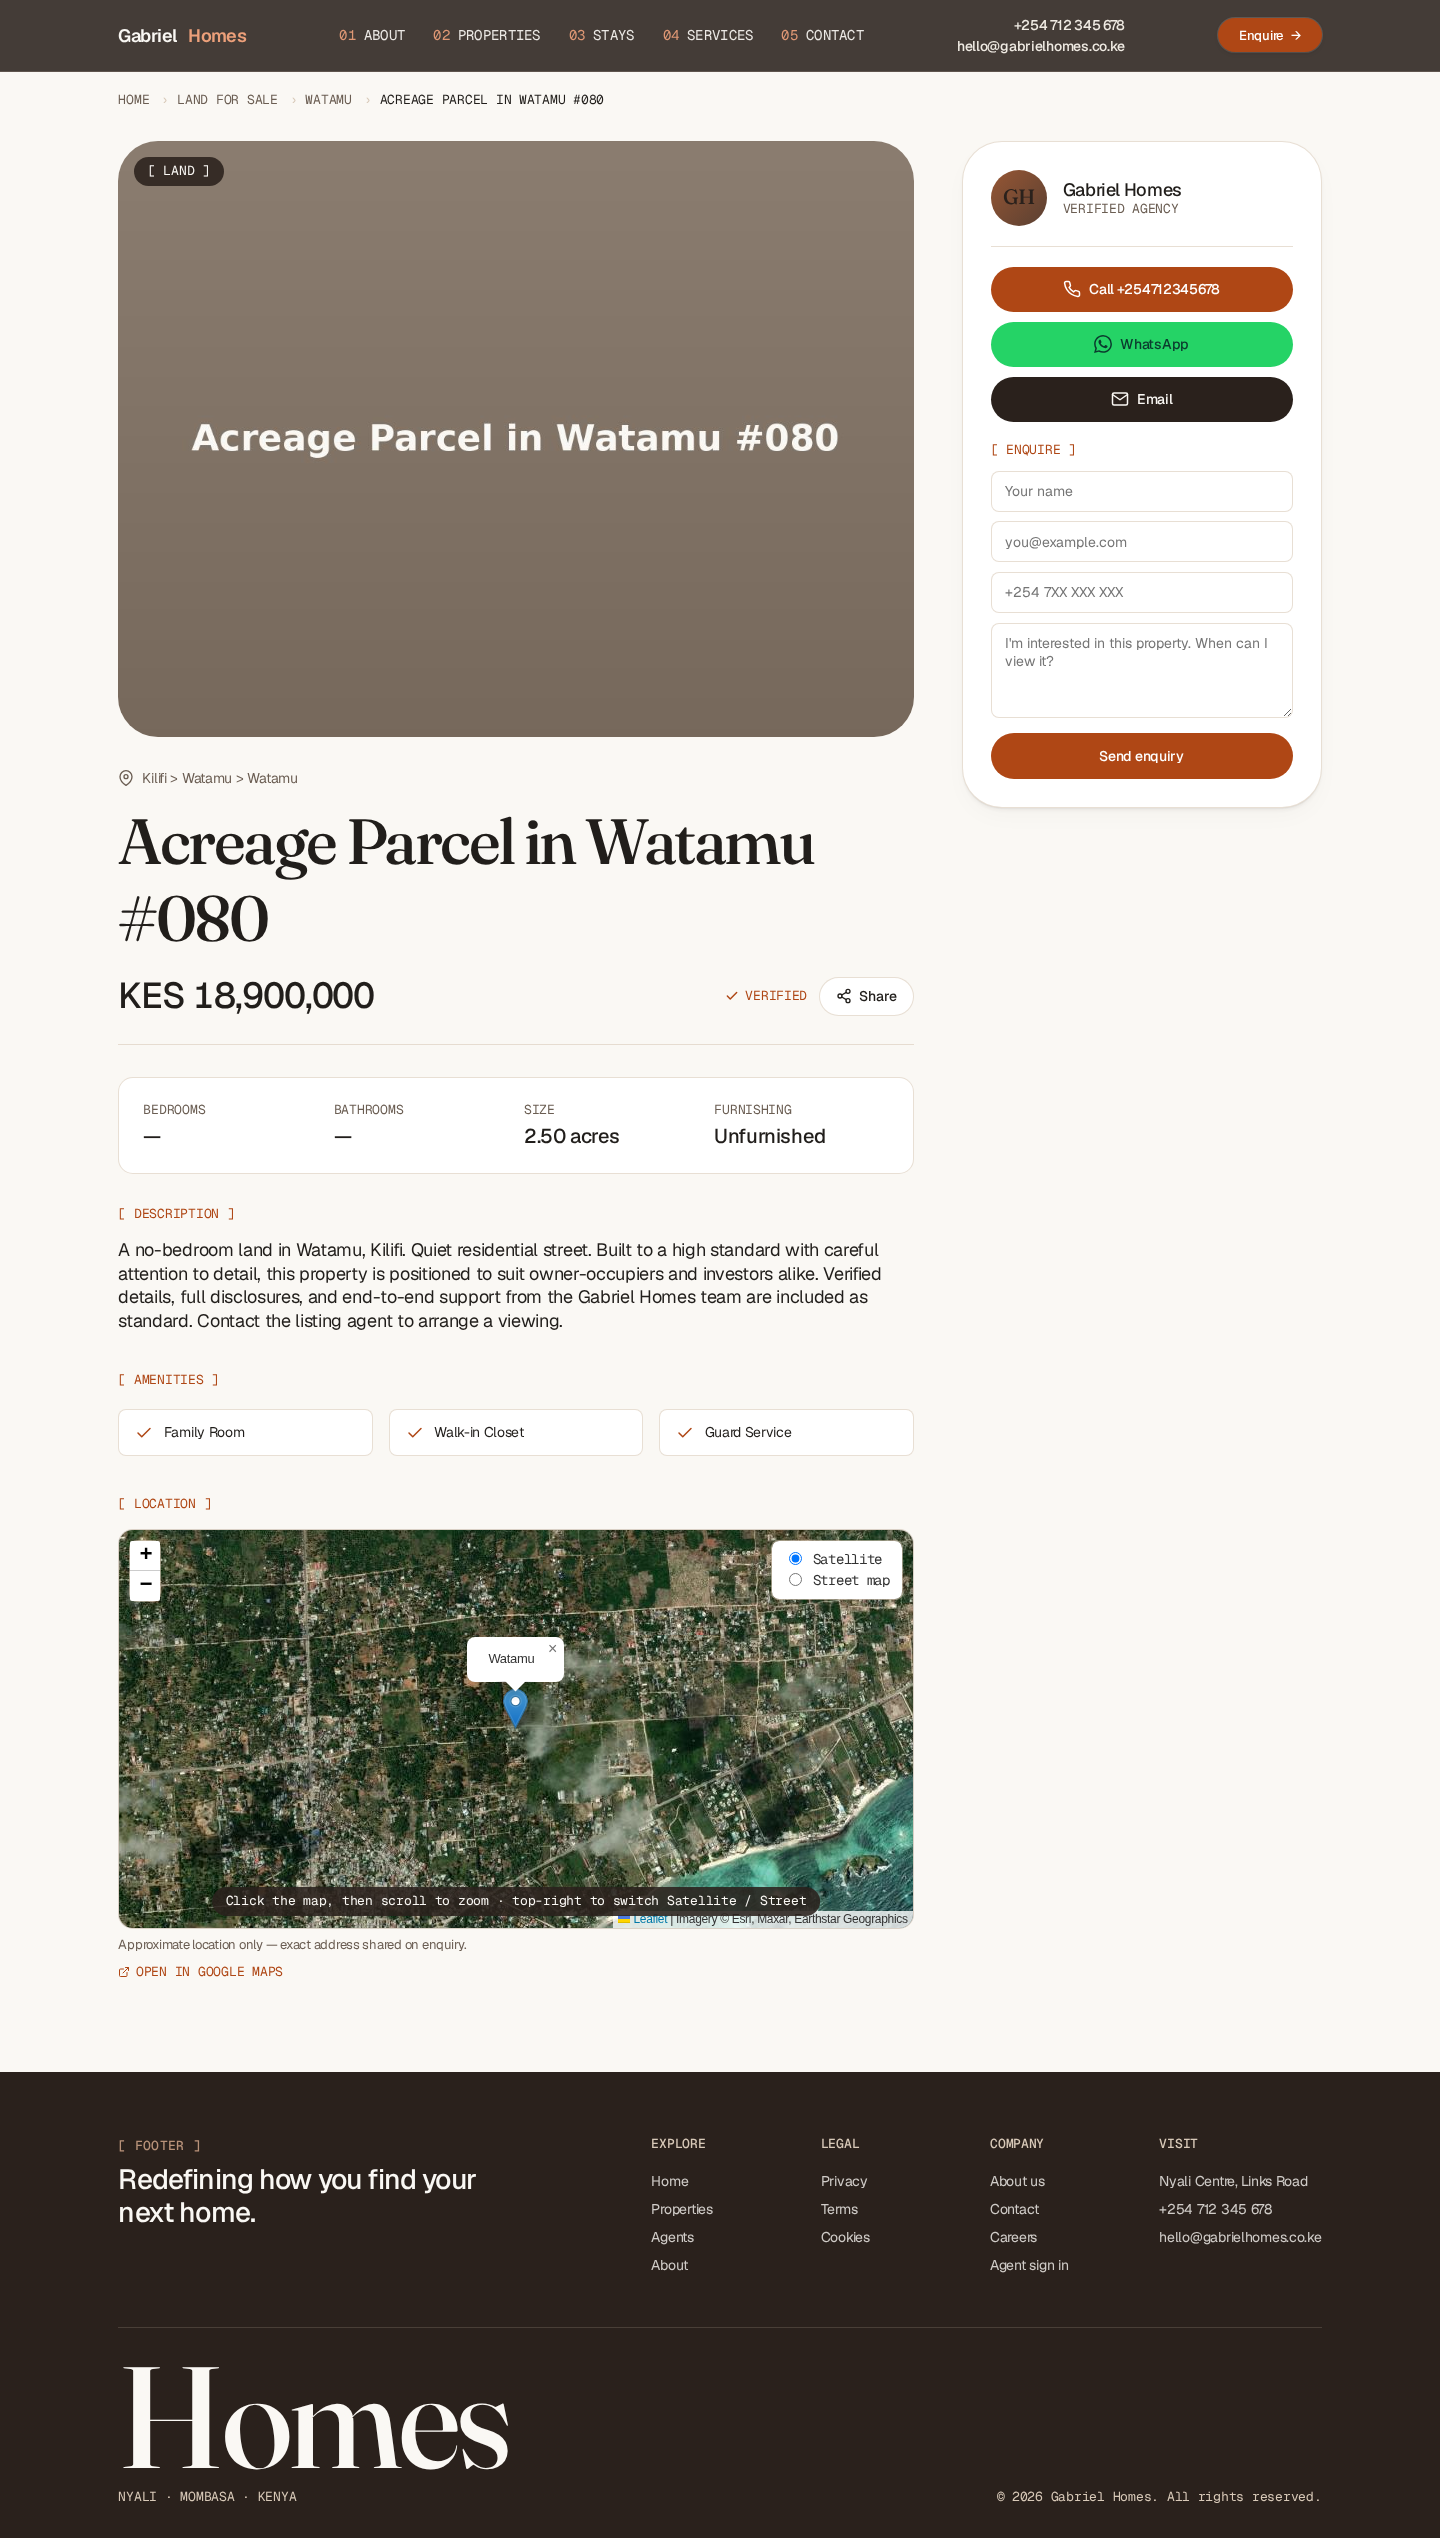 Gabriel Homes
01 ABOUT
02 PROPERTIES
03 STAYS
04 SERVICES
05 CONTACT
+254 712 345 678
hello@gabrielhomes.co.ke
Enquire →
HOME › LAND FOR SALE › WATAMU › ACREAGE PARCEL IN WATAMU #080
[ LAND ]
Acreage Parcel in Watamu #080
GH
Gabriel Homes
VERIFIED AGENCY
Call +254712345678
WhatsApp
Email
[ ENQUIRE ]
Your name
you@example.com
+254 7XX XXX XXX
I'm interested in this property. When can I
view it?
Send enquiry
Kilifi > Watamu > Watamu
Acreage Parcel in Watamu
#080
KES 18,900,000
VERIFIED
Share
BEDROOMS
—
BATHROOMS
—
SIZE
2.50 acres
FURNISHING
Unfurnished
[ DESCRIPTION ]
A no-bedroom land in Watamu, Kilifi. Quiet residential street. Built to a high standard with careful
attention to detail, this property is positioned to suit owner-occupiers and investors alike. Verified
details, full disclosures, and end-to-end support from the Gabriel Homes team are included as
standard. Contact the listing agent to arrange a viewing.
[ AMENITIES ]
Family Room
Walk-in Closet
Guard Service
[ LOCATION ]
+
−
Satellite
Street map
Watamu
×
Click the map, then scroll to zoom · top-right to switch Satellite / Street
Leaflet | Imagery © Esri, Maxar, Earthstar Geographics
Approximate location only — exact address shared on enquiry.
OPEN IN GOOGLE MAPS
[ FOOTER ]
Redefining how you find your
next home.
EXPLORE
Home
Properties
Agents
About
LEGAL
Privacy
Terms
Cookies
COMPANY
About us
Contact
Careers
Agent sign in
VISIT
Nyali Centre, Links Road
+254 712 345 678
hello@gabrielhomes.co.ke
Homes
NYALI · MOMBASA · KENYA
© 2026 Gabriel Homes. All rights reserved.